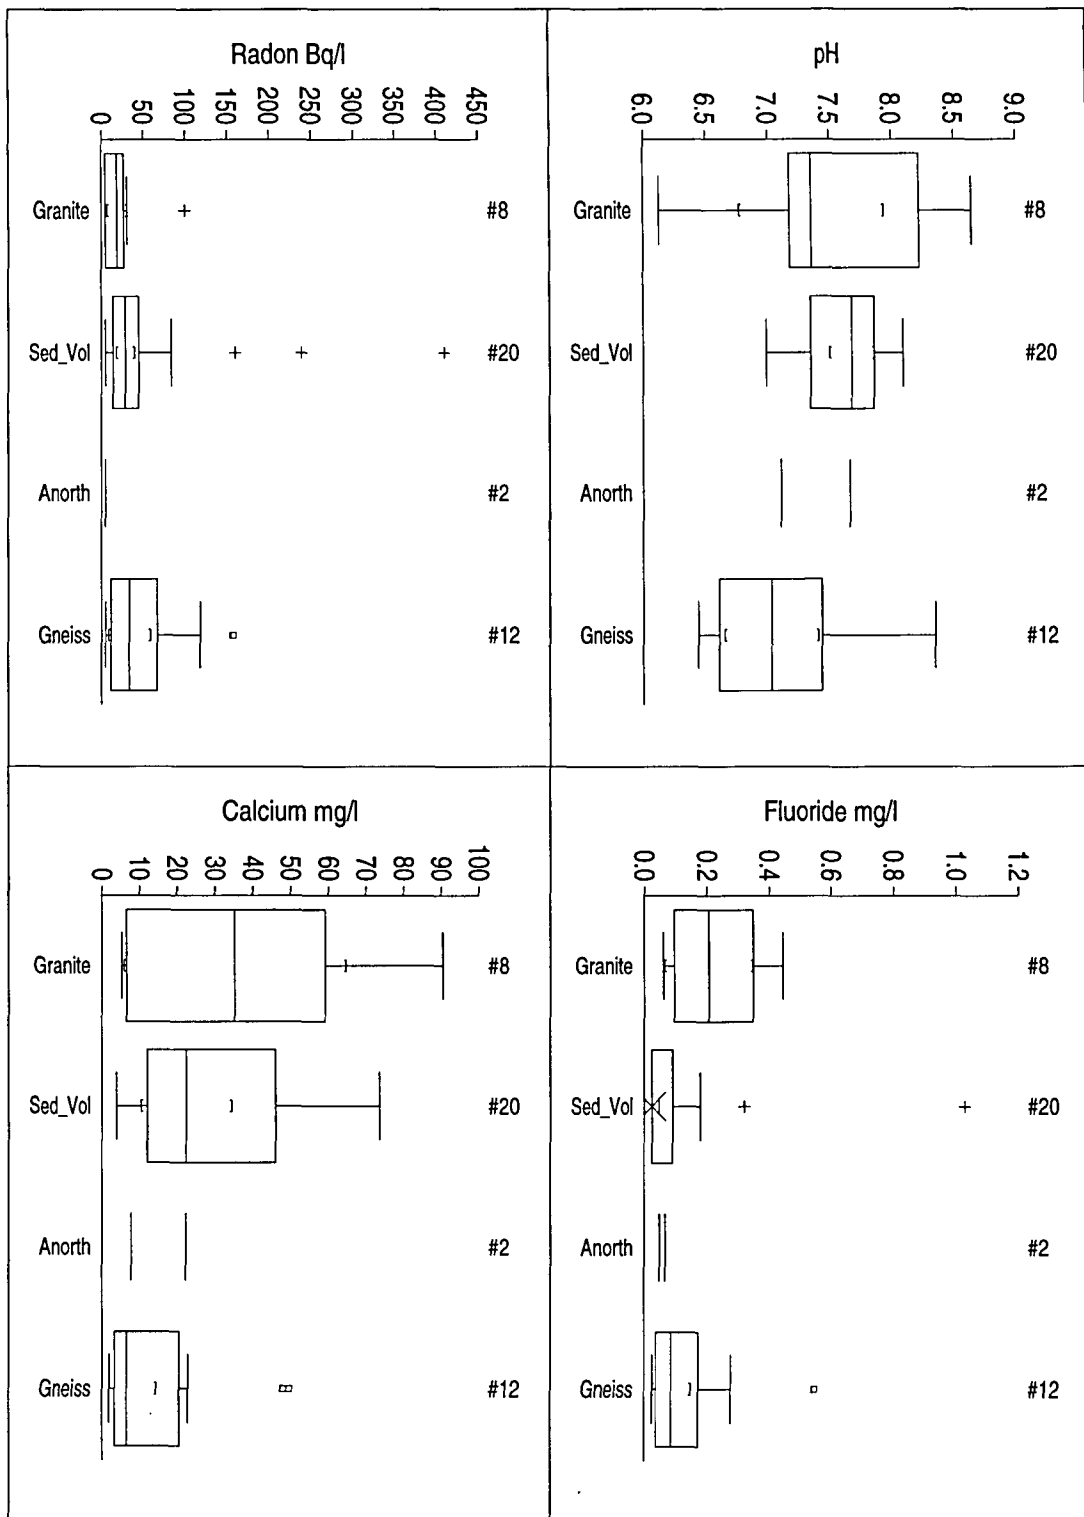 Radon Bq/l
0 50 100 150 200 250 300 350 400 450
Granite #8
Sed_Vol #20
Anorth #2
Gneiss #12
pH
6.0 6.5 7.0 7.5 8.0 8.5 9.0
Granite #8
Sed_Vol #20
Anorth #2
Gneiss #12
Calcium mg/l
0 10 20 30 40 50 60 70 80 90 100
Granite #8
Sed_Vol #20
Anorth #2
Gneiss #12
Fluoride mg/l
0.0 0.2 0.4 0.6 0.8 1.0 1.2
Granite #8
Sed_Vol #20
Anorth #2
Gneiss #12